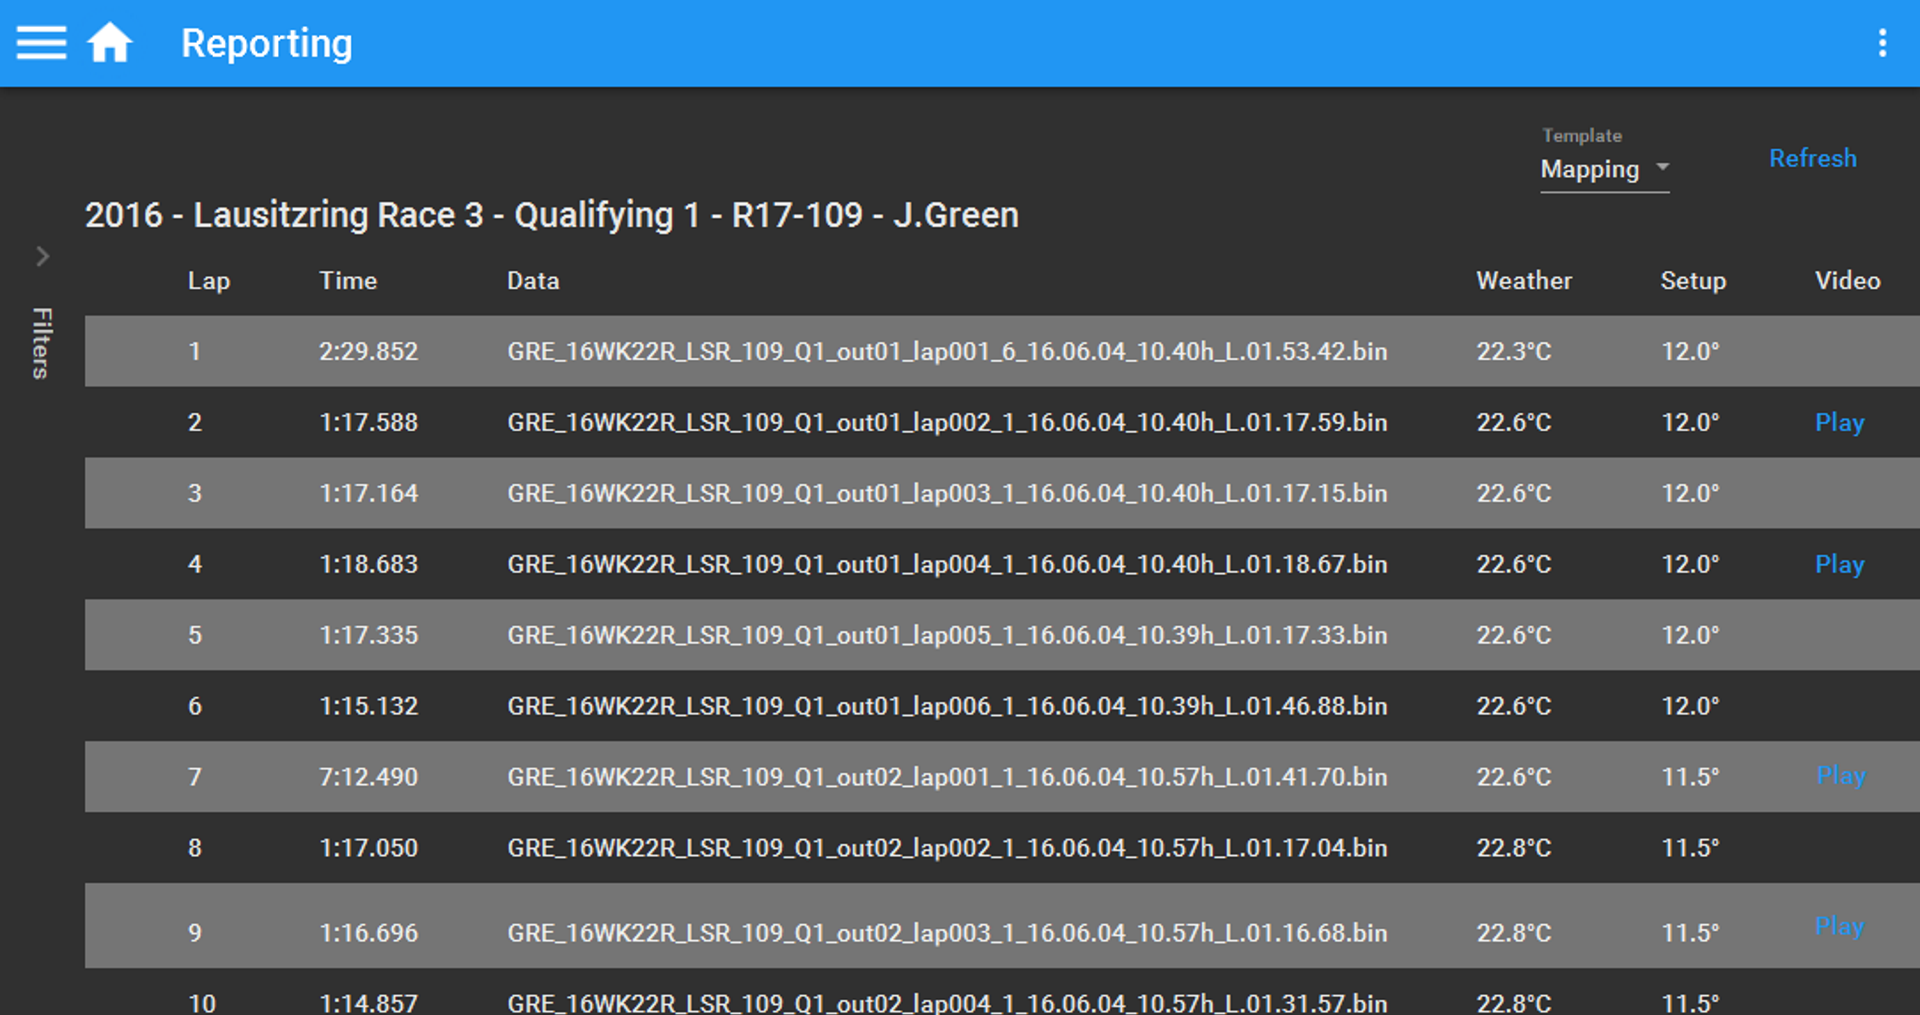 Reporting
Template
Mapping
Refresh
2016 - Lausitzring Race 3 - Qualifying 1 - R17-109 - J.Green
Filters
Lap Time Data Weather Setup Video
1 2:29.852 GRE_16WK22R_LSR_109_Q1_out01_lap001_6_16.06.04_10.40h_L.01.53.42.bin 22.3°C 12.0°
2 1:17.588 GRE_16WK22R_LSR_109_Q1_out01_lap002_1_16.06.04_10.40h_L.01.17.59.bin 22.6°C 12.0° Play
3 1:17.164 GRE_16WK22R_LSR_109_Q1_out01_lap003_1_16.06.04_10.40h_L.01.17.15.bin 22.6°C 12.0°
4 1:18.683 GRE_16WK22R_LSR_109_Q1_out01_lap004_1_16.06.04_10.40h_L.01.18.67.bin 22.6°C 12.0° Play
5 1:17.335 GRE_16WK22R_LSR_109_Q1_out01_lap005_1_16.06.04_10.39h_L.01.17.33.bin 22.6°C 12.0°
6 1:15.132 GRE_16WK22R_LSR_109_Q1_out01_lap006_1_16.06.04_10.39h_L.01.46.88.bin 22.6°C 12.0°
7 7:12.490 GRE_16WK22R_LSR_109_Q1_out02_lap001_1_16.06.04_10.57h_L.01.41.70.bin 22.6°C 11.5° Play
8 1:17.050 GRE_16WK22R_LSR_109_Q1_out02_lap002_1_16.06.04_10.57h_L.01.17.04.bin 22.8°C 11.5°
9 1:16.696 GRE_16WK22R_LSR_109_Q1_out02_lap003_1_16.06.04_10.57h_L.01.16.68.bin 22.8°C 11.5° Play
10 1:14.857 GRE_16WK22R_LSR_109_Q1_out02_lap004_1_16.06.04_10.57h_L.01.31.57.bin 22.8°C 11.5°